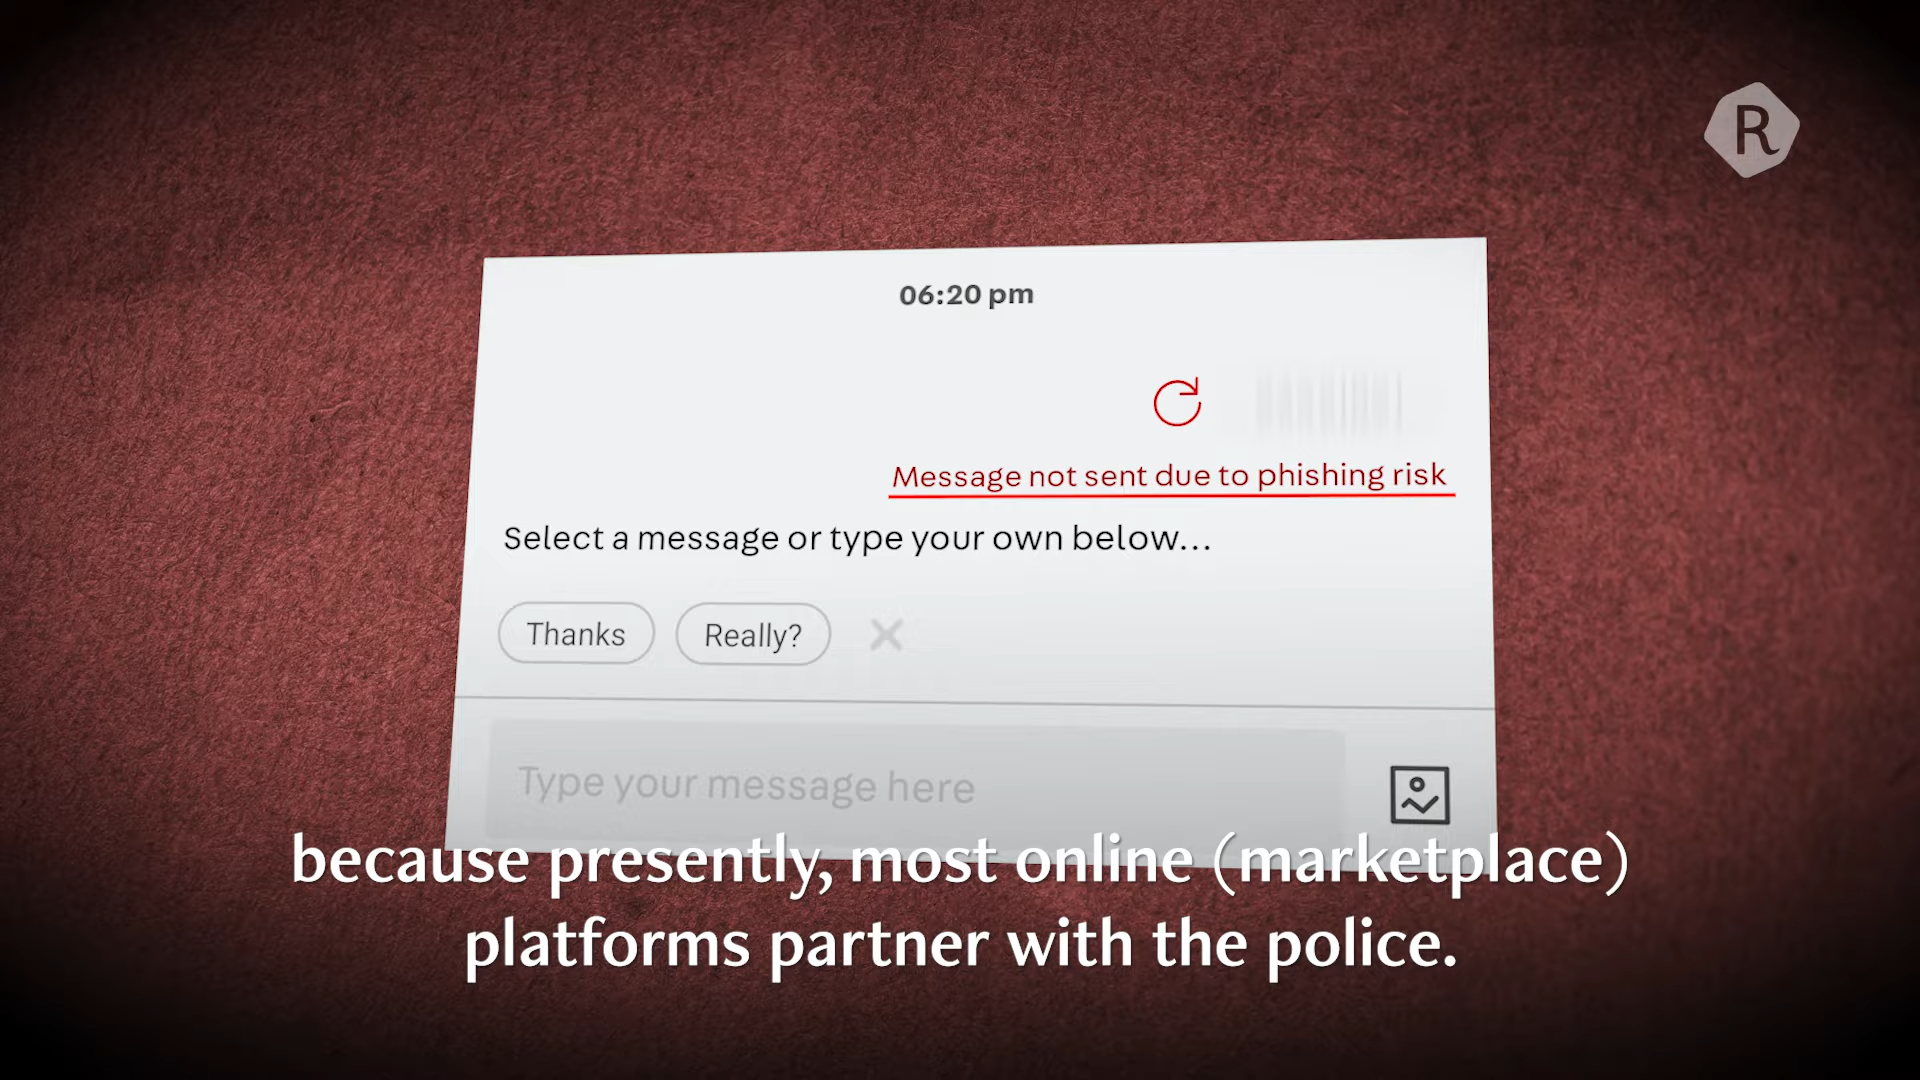 R
06:20 pm
Message not sent due to phishing risk
Select a message or type your own below...
Thanks
Really?
Type your message here
because presently, most online (marketplace)
platforms partner with the police.